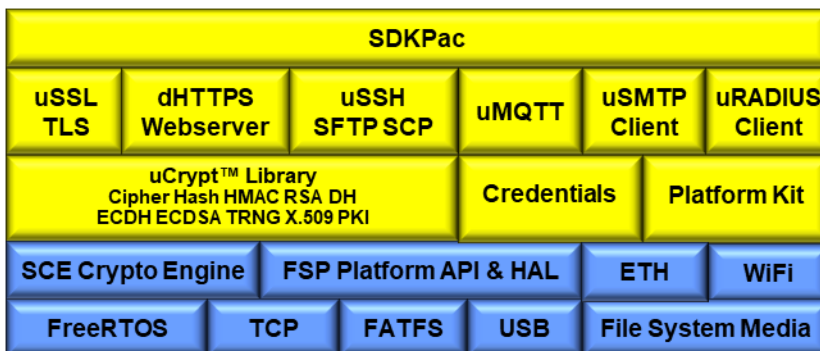 SDKPac
uSSL
TLS
dHTTPS
Webserver
uSSH
SFTP SCP
uMQTT
uSMTP
Client
uRADIUS
Client
uCrypt™ Library
Cipher Hash HMAC RSA DH
ECDH ECDSA TRNG X.509 PKI
Credentials
Platform Kit
SCE Crypto Engine
FSP Platform API & HAL
ETH
WiFi
FreeRTOS
TCP
FATFS
USB
File System Media